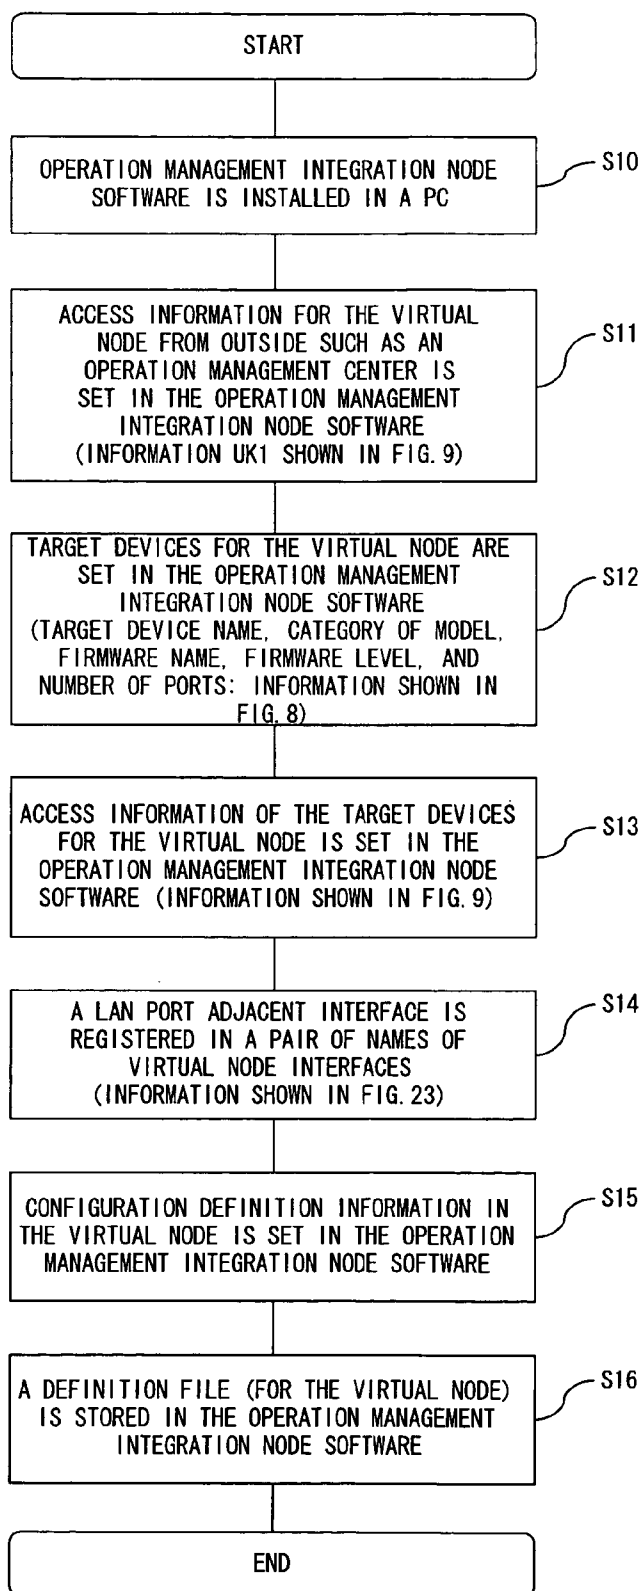 START
OPERATION MANAGEMENT INTEGRATION NODE
SOFTWARE IS INSTALLED IN A PC
S10
ACCESS INFORMATION FOR THE VIRTUAL
NODE FROM OUTSIDE SUCH AS AN
OPERATION MANAGEMENT CENTER IS
SET IN THE OPERATION MANAGEMENT
INTEGRATION NODE SOFTWARE
(INFORMATION UK1 SHOWN IN FIG. 9)
S11
TARGET DEVICES FOR THE VIRTUAL NODE ARE
SET IN THE OPERATION MANAGEMENT
INTEGRATION NODE SOFTWARE
(TARGET DEVICE NAME, CATEGORY OF MODEL,
FIRMWARE NAME, FIRMWARE LEVEL, AND
NUMBER OF PORTS: INFORMATION SHOWN IN
FIG. 8)
S12
ACCESS INFORMATION OF THE TARGET DEVICES
FOR THE VIRTUAL NODE IS SET IN THE
OPERATION MANAGEMENT INTEGRATION NODE
SOFTWARE (INFORMATION SHOWN IN FIG. 9)
S13
A LAN PORT ADJACENT INTERFACE IS
REGISTERED IN A PAIR OF NAMES OF
VIRTUAL NODE INTERFACES
(INFORMATION SHOWN IN FIG. 23)
S14
CONFIGURATION DEFINITION INFORMATION IN
THE VIRTUAL NODE IS SET IN THE OPERATION
MANAGEMENT INTEGRATION NODE SOFTWARE
S15
A DEFINITION FILE (FOR THE VIRTUAL NODE)
IS STORED IN THE OPERATION MANAGEMENT
INTEGRATION NODE SOFTWARE
S16
END